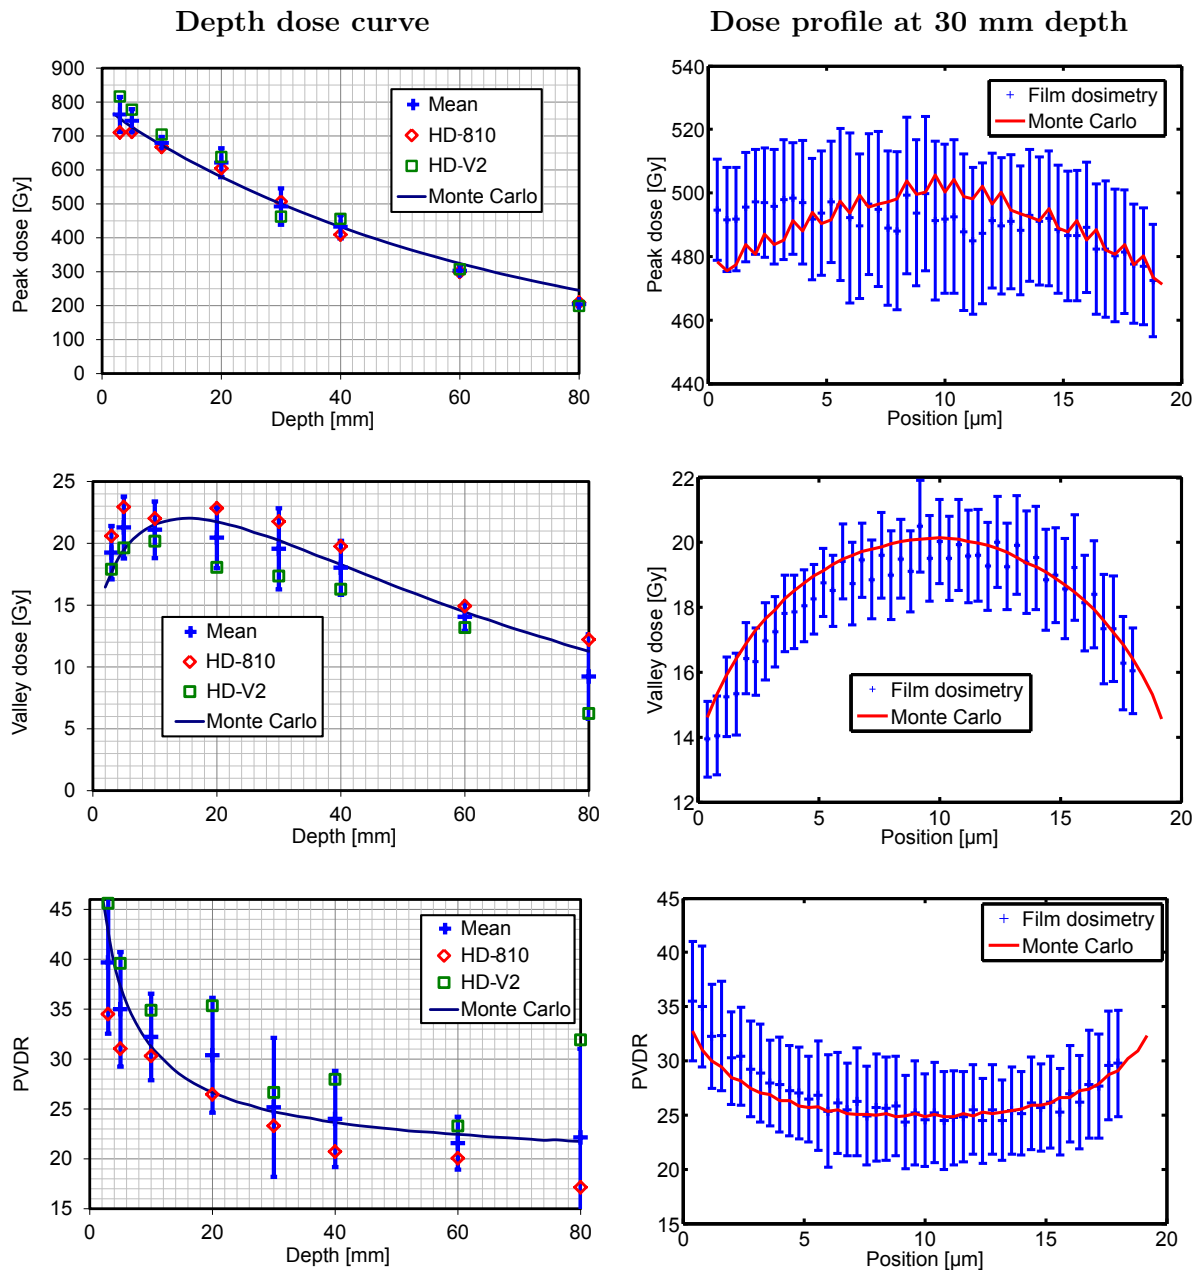 Depth dose curve
Dose profile at 30 mm depth
900
800
700
600
500
400
300
200
100
0
Peak dose [Gy]
Mean
HD-810
HD-V2
Monte Carlo
0 20 40 60 80
Depth [mm]
540
520
500
480
460
440
Peak dose [Gy]
Film dosimetry
Monte Carlo
0 5 10 15 20
Position [µm]
25
20
15
10
5
0
Valley dose [Gy]
Mean
HD-810
HD-V2
Monte Carlo
0 20 40 60 80
Depth [mm]
22
20
18
16
14
12
Valley dose [Gy]
Film dosimetry
Monte Carlo
0 5 10 15 20
Position [µm]
45
40
35
30
25
20
15
PVDR
Mean
HD-810
HD-V2
Monte Carlo
0 20 40 60 80
Depth [mm]
45
40
35
30
25
20
15
PVDR
Film dosimetry
Monte Carlo
0 5 10 15 20
Position [µm]